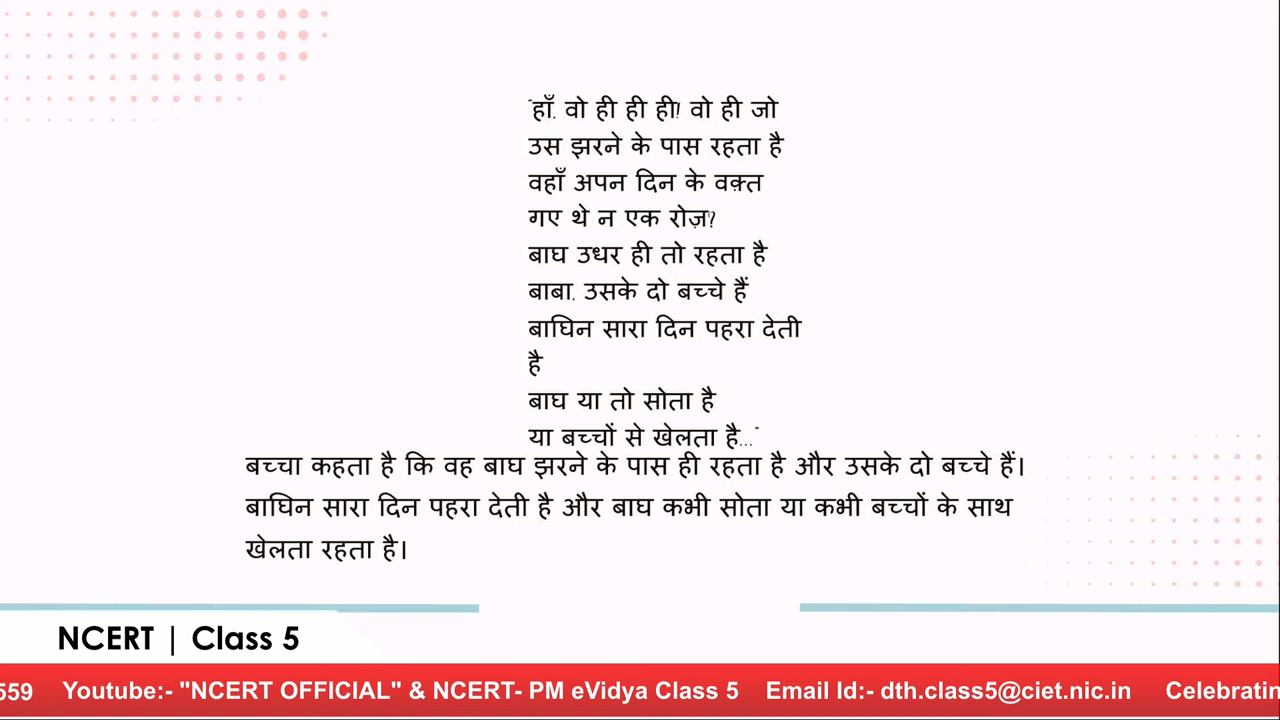 "हाँ. वो ही ही ही! वो ही जो
उस झरने के पास रहता है
वहाँ अपन दिन के वक़्त
गए थे न एक रोज़?
बाघ उधर ही तो रहता है
बाबा. उसके दो बच्चे हैं
बाघिन सारा दिन पहरा देती
है
बाघ या तो सोता है
या बच्चों से खेलता है..."
बच्चा कहता है कि वह बाघ झरने के पास ही रहता है और उसके दो बच्चे हैं।
बाघिन सारा दिन पहरा देती है और बाघ कभी सोता या कभी बच्चों के साथ
खेलता रहता है।
NCERT | Class 5
559 Youtube:- "NCERT OFFICIAL" & NCERT- PM eVidya Class 5 Email Id:- dth.class5@ciet.nic.in Celebratin